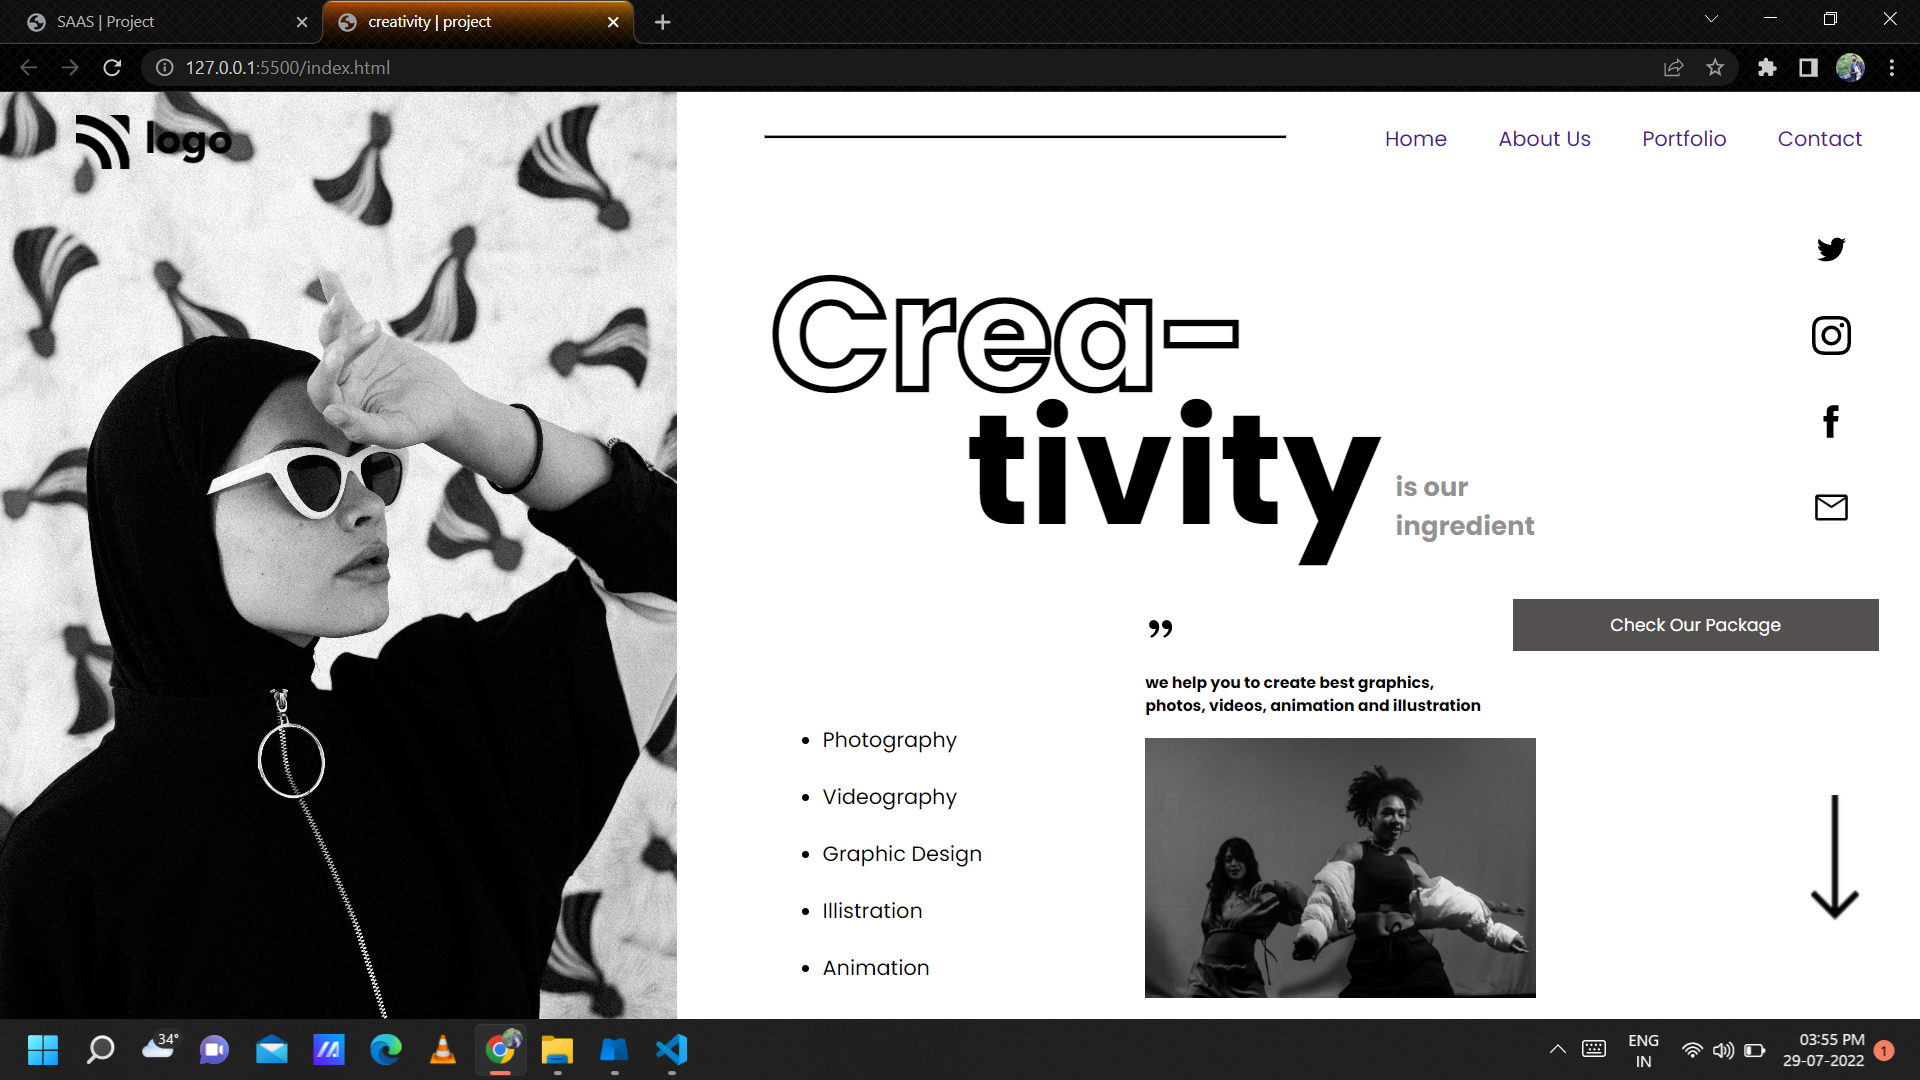 SAAS | Project
creativity | project
127.0.0.1:5500/index.html
logo
Home
About Us
Portfolio
Contact
Crea-
tivity
is our
ingredient
Check Our Package
”
we help you to create best graphics,
photos, videos, animation and illustration
• Photography
• Videography
• Graphic Design
• Illistration
• Animation
34°
ENG
IN
03:55 PM
29-07-2022
1